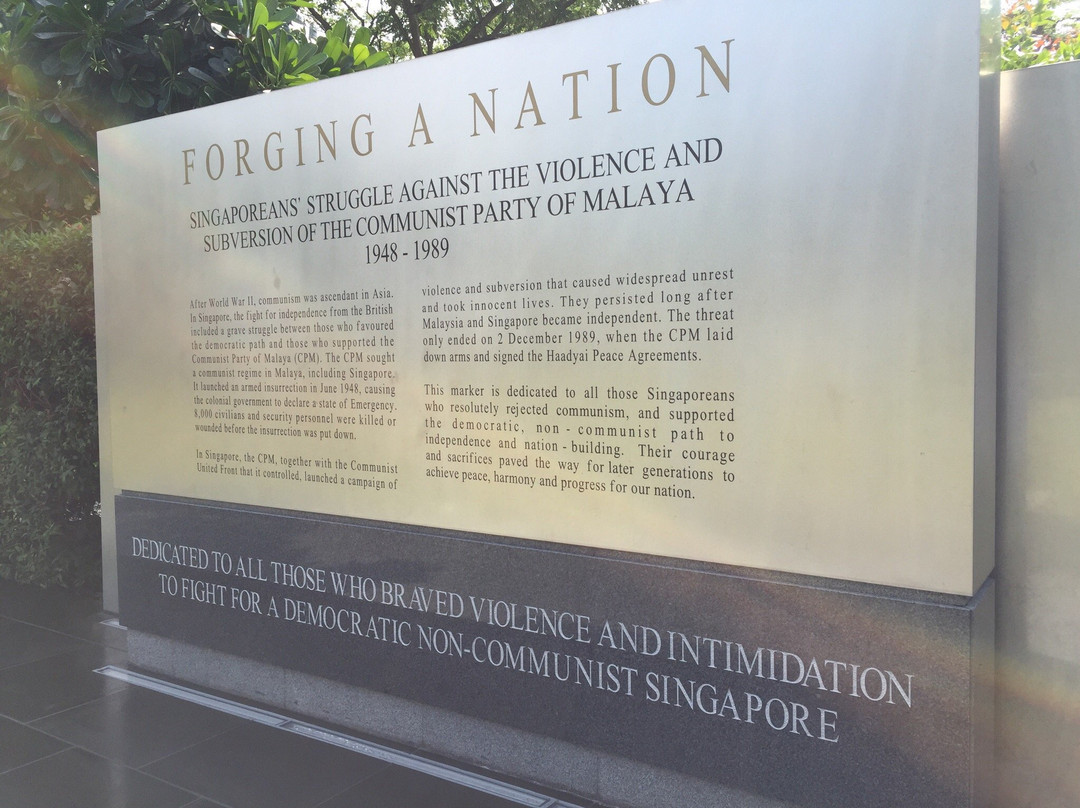 FORGING A NATION
SINGAPOREANS' STRUGGLE AGAINST THE VIOLENCE AND
SUBVERSION OF THE COMMUNIST PARTY OF MALAYA
1948 - 1989
After World War II, communism was ascendant in Asia.
In Singapore, the fight for independence from the British
included a grave struggle between those who favoured
the democratic path and those who supported the
Communist Party of Malaya (CPM). The CPM sought
a communist regime in Malaya, including Singapore.
It launched an armed insurrection in June 1948, causing
the colonial government to declare a state of Emergency.
8,000 civilians and security personnel were killed or
wounded before the insurrection was put down.
In Singapore, the CPM, together with the Communist
United Front that it controlled, launched a campaign of
violence and subversion that caused widespread unrest
and took innocent lives. They persisted long after
Malaysia and Singapore became independent. The threat
only ended on 2 December 1989, when the CPM laid
down arms and signed the Haadyai Peace Agreements.
This marker is dedicated to all those Singaporeans
who resolutely rejected communism, and supported
the democratic, non - communist path to
independence and nation - building. Their courage
and sacrifices paved the way for later generations to
achieve peace, harmony and progress for our nation.
DEDICATED TO ALL THOSE WHO BRAVED VIOLENCE AND INTIMIDATION
TO FIGHT FOR A DEMOCRATIC NON-COMMUNIST SINGAPORE